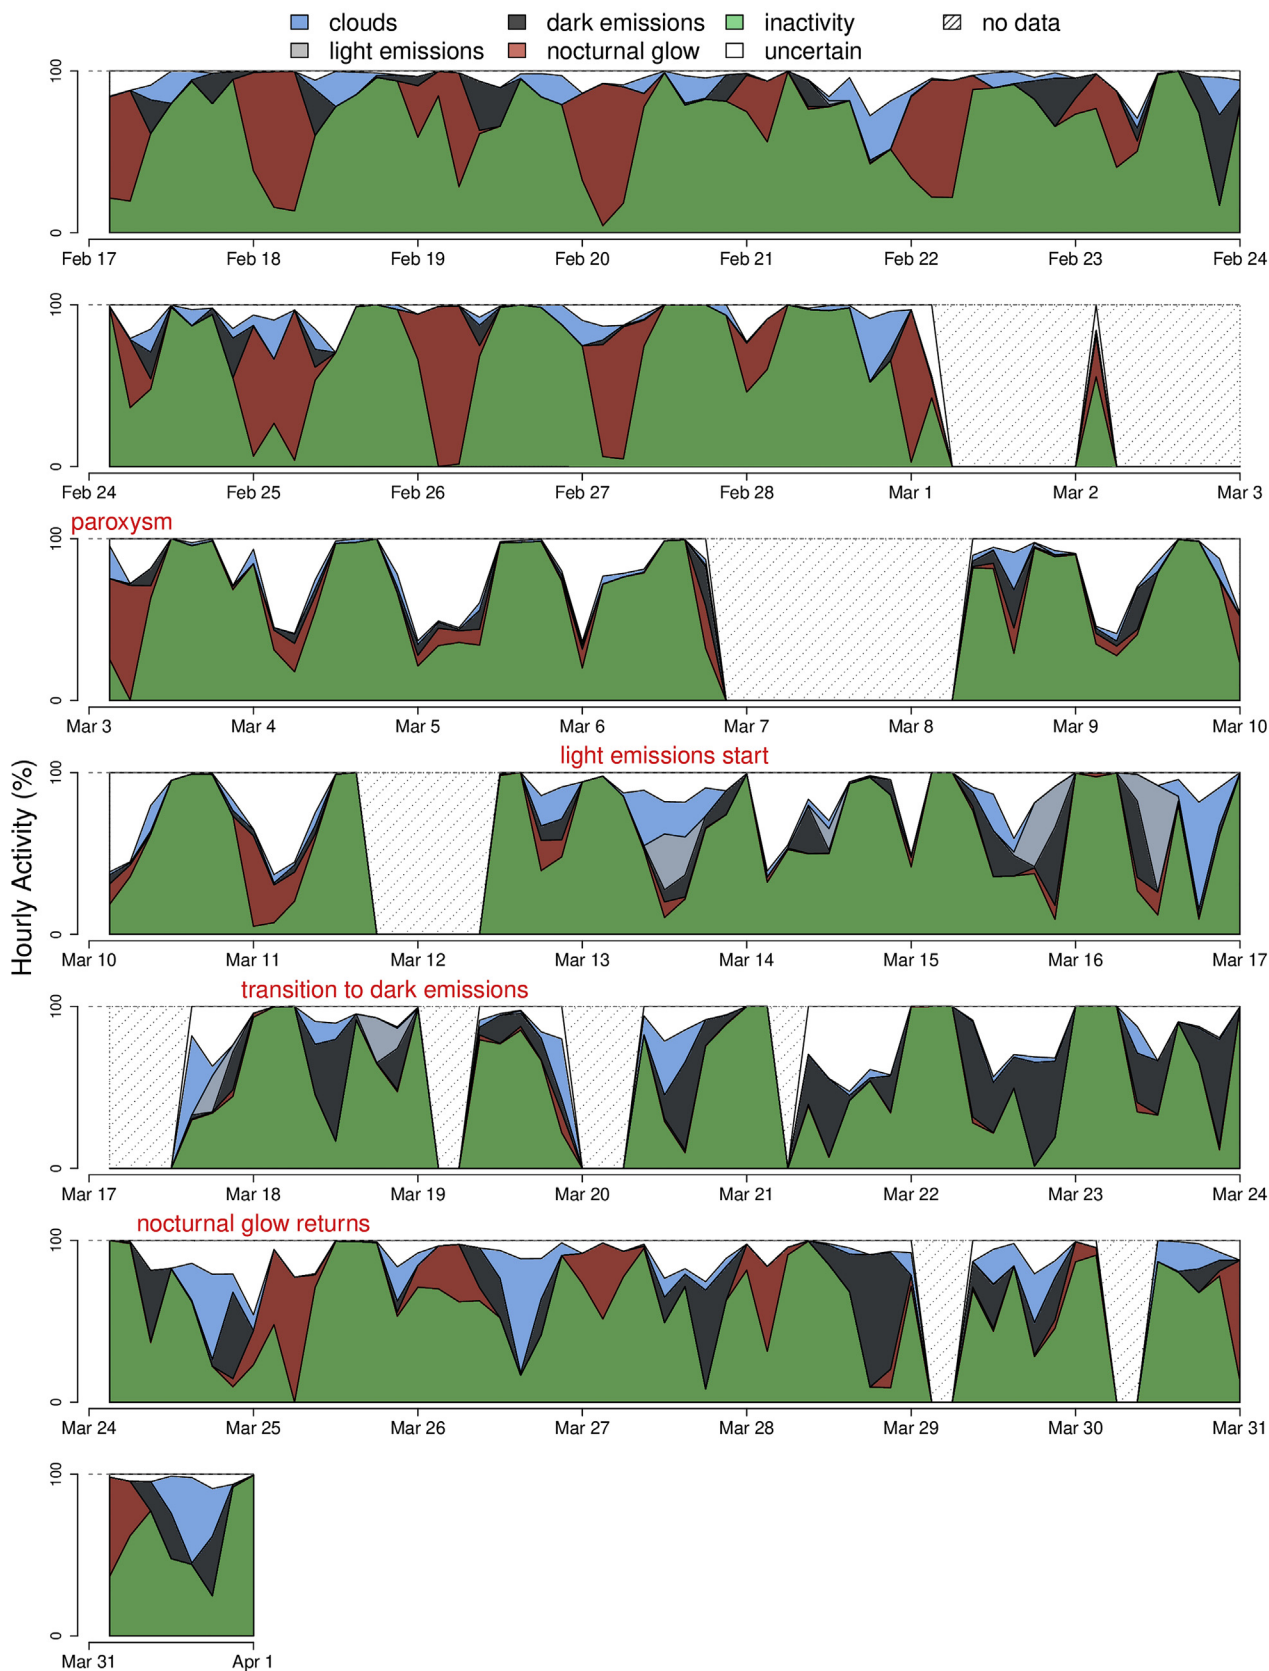 clouds dark emissions inactivity no data
light emissions nocturnal glow uncertain
100
0
Feb 17 Feb 18 Feb 19 Feb 20 Feb 21 Feb 22 Feb 23 Feb 24
100
0
Feb 24 Feb 25 Feb 26 Feb 27 Feb 28 Mar 1 Mar 2 Mar 3
paroxysm
100
0
Mar 3 Mar 4 Mar 5 Mar 6 Mar 7 Mar 8 Mar 9 Mar 10
light emissions start
100
0
Hourly Activity (%)
Mar 10 Mar 11 Mar 12 Mar 13 Mar 14 Mar 15 Mar 16 Mar 17
transition to dark emissions
100
0
Mar 17 Mar 18 Mar 19 Mar 20 Mar 21 Mar 22 Mar 23 Mar 24
nocturnal glow returns
100
0
Mar 24 Mar 25 Mar 26 Mar 27 Mar 28 Mar 29 Mar 30 Mar 31
100
0
Mar 31 Apr 1